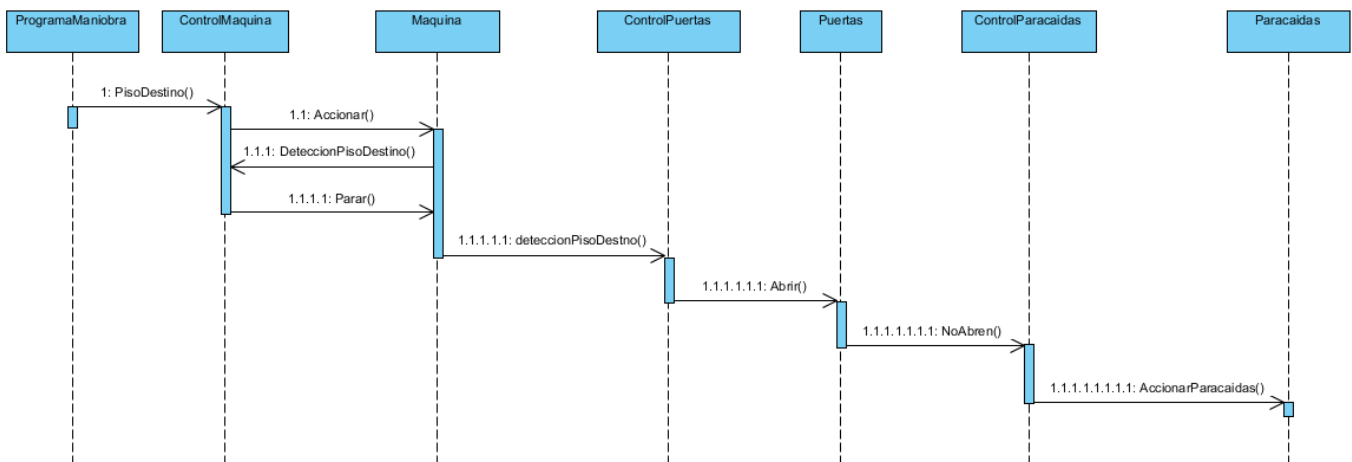 ProgramaManiobra
ControlMaquina
Maquina
ControlPuertas
Puertas
ControlParacaidas
Paracaidas
1: PisoDestino()
1.1: Accionar()
1.1.1: DeteccionPisoDestino()
1.1.1.1: Parar()
1.1.1.1.1: deteccionPisoDestno()
1.1.1.1.1.1: Abrir()
1.1.1.1.1.1.1: NoAbren()
1.1.1.1.1.1.1.1: AccionarParacaidas()